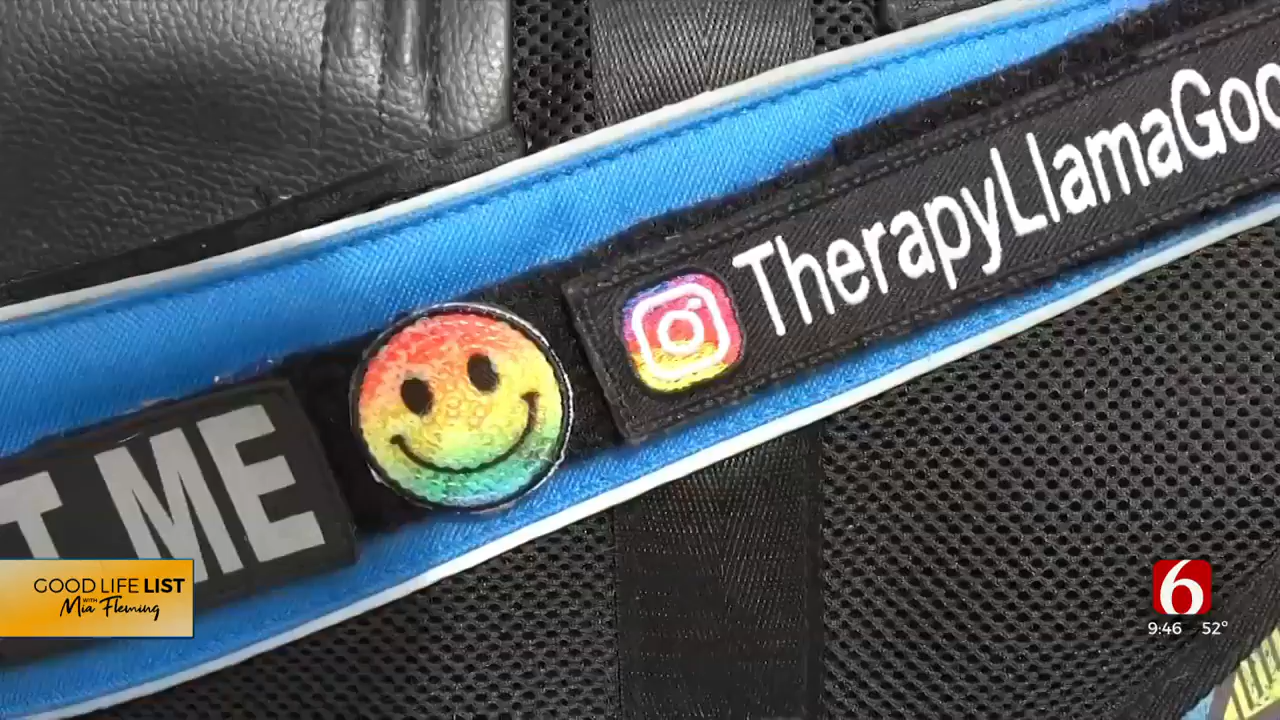 TherapyLlamaGoo
T ME
GOOD LIFE LIST
WITH
Mia Fleming
6
9:46 52°